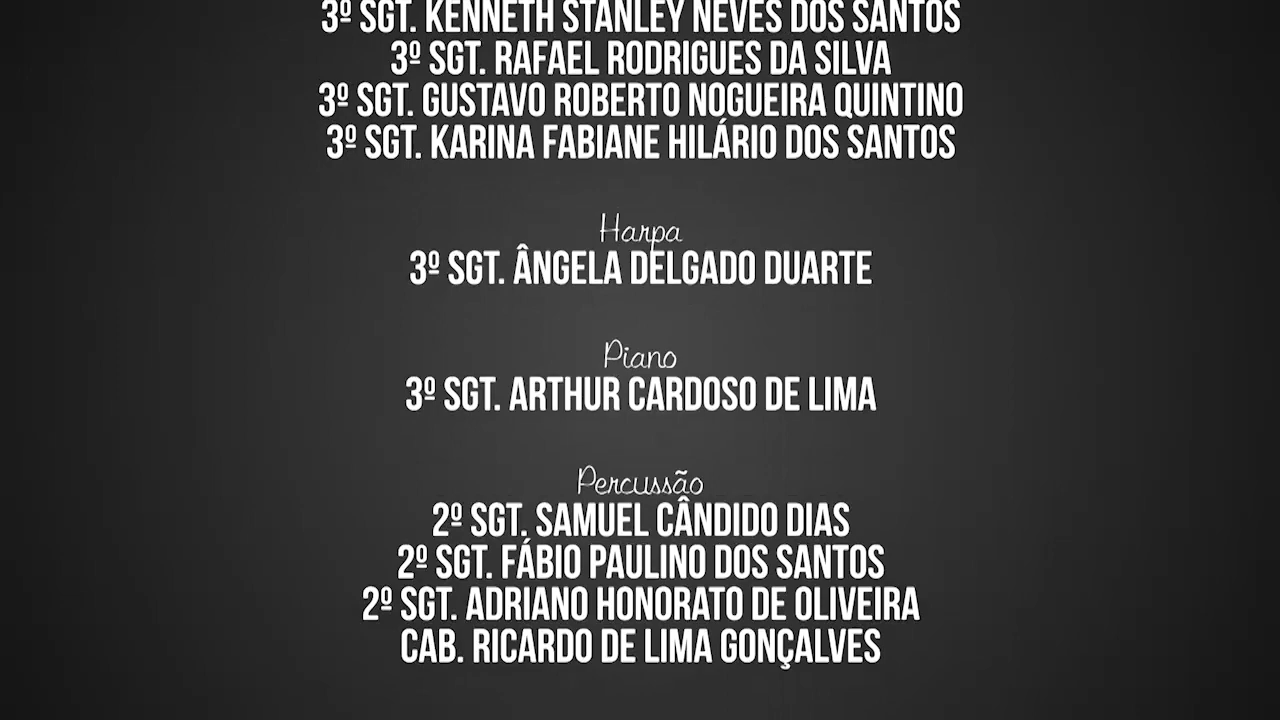 3º SGT. KENNETH STANLEY NEVES DOS SANTOS
3º SGT. RAFAEL RODRIGUES DA SILVA
3º SGT. GUSTAVO ROBERTO NOGUEIRA QUINTINO
3º SGT. KARINA FABIANE HILÁRIO DOS SANTOS
Harpa
3º SGT. ÂNGELA DELGADO DUARTE
Piano
3º SGT. ARTHUR CARDOSO DE LIMA
Percussão
2º SGT. SAMUEL CÂNDIDO DIAS
2º SGT. FÁBIO PAULINO DOS SANTOS
2º SGT. ADRIANO HONORATO DE OLIVEIRA
CAB. RICARDO DE LIMA GONÇALVES